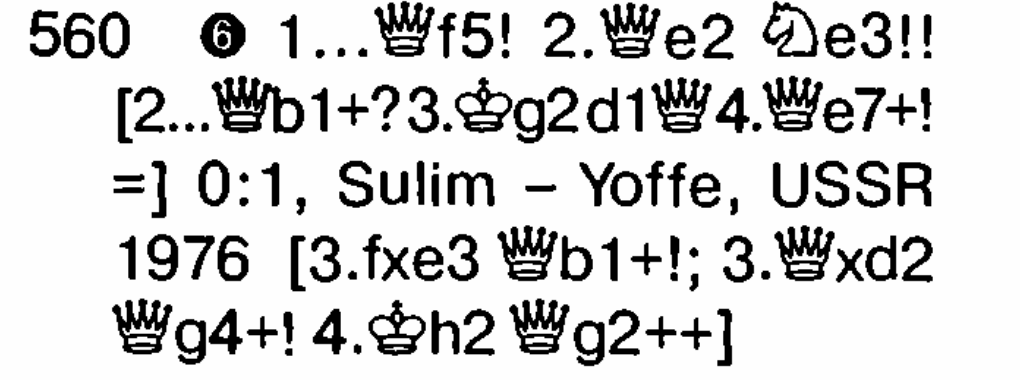 560 ❻ 1...♕f5! 2.♕e2 ♘e3!!
[2...♕b1+?3.♔g2d1♕4.♕e7+!
=] 0:1, Sulim – Yoffe, USSR
1976 [3.fxe3 ♕b1+!; 3.♕xd2
♕g4+! 4.♔h2 ♕g2++]